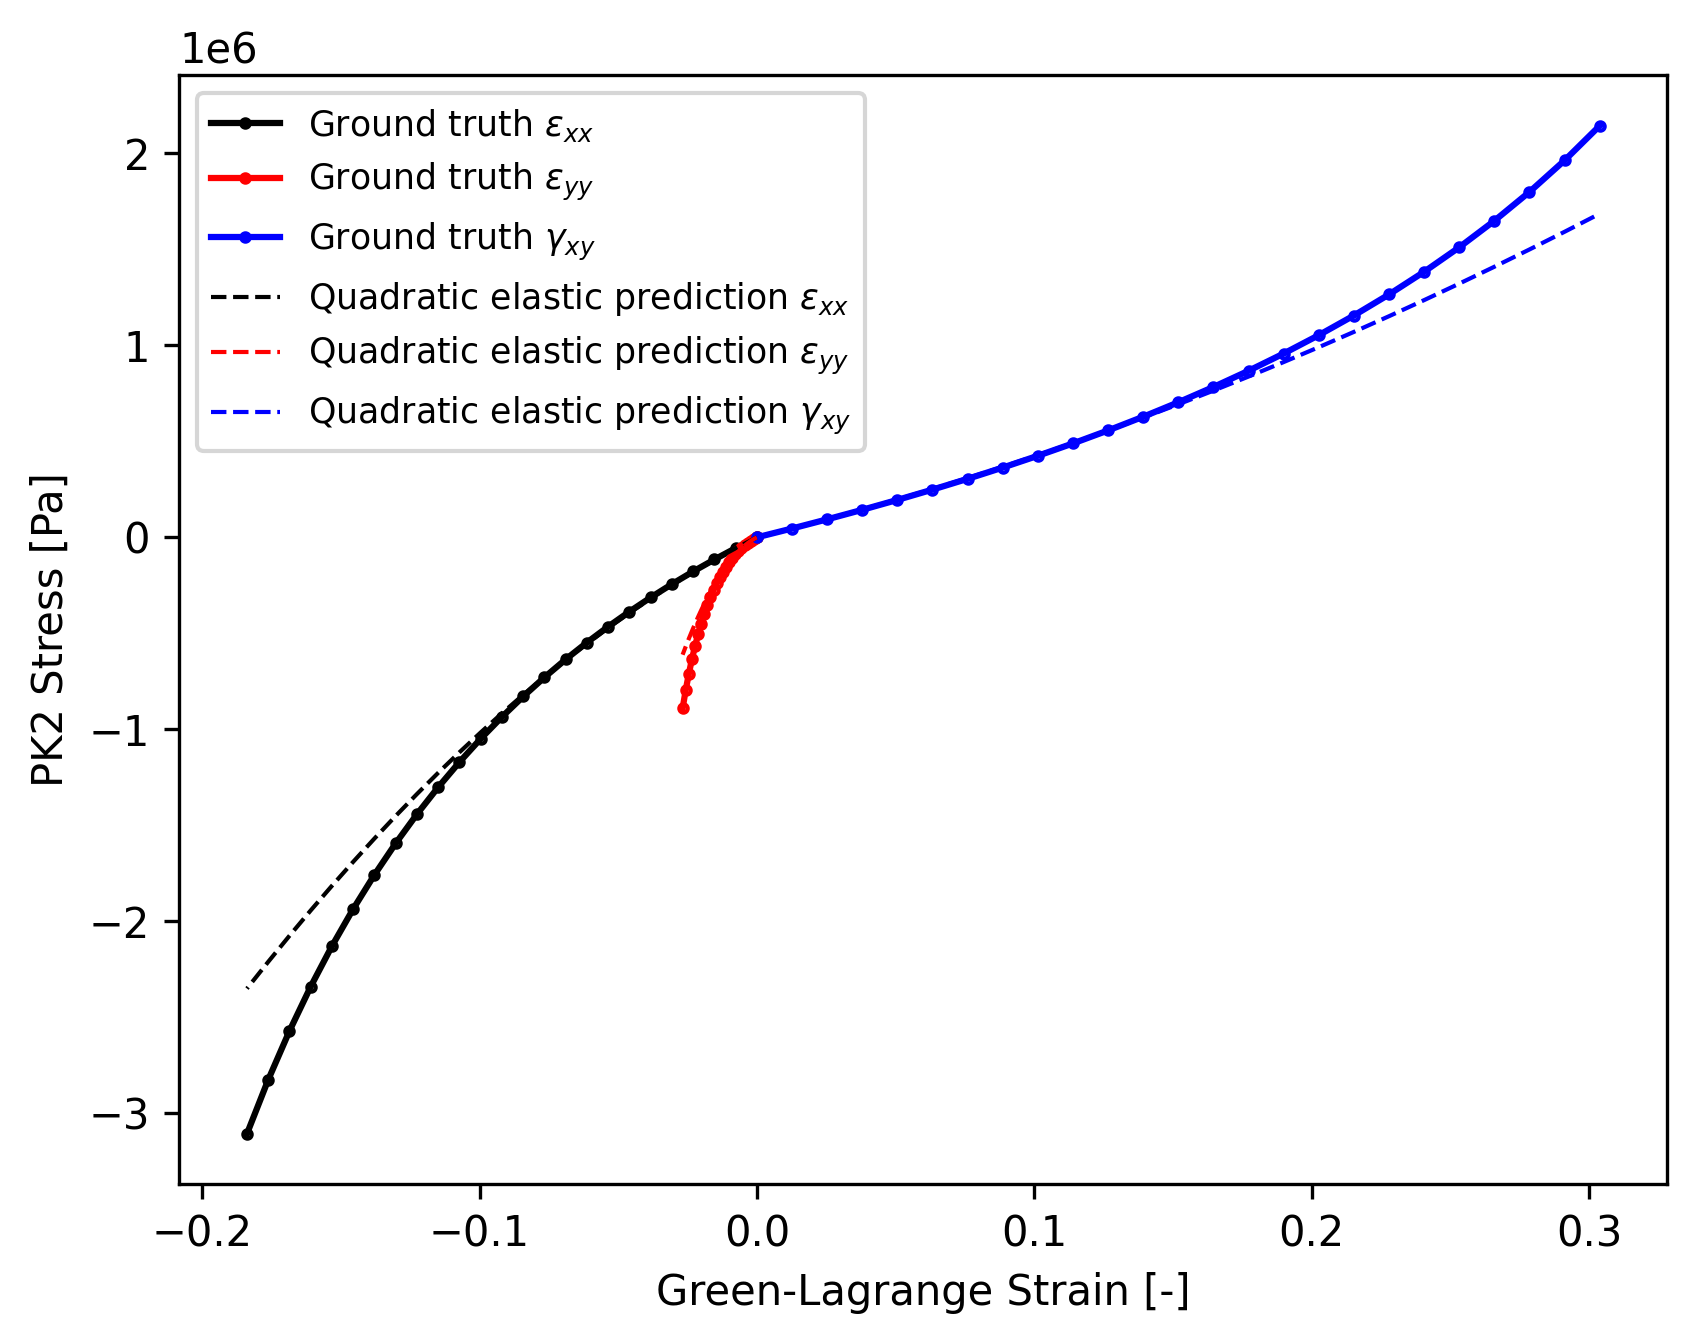 1e6
Ground truth εxx
Ground truth εyy
Ground truth γxy
Quadratic elastic prediction εxx
Quadratic elastic prediction εyy
Quadratic elastic prediction γxy
2
1
0
−1
−2
−3
PK2 Stress [Pa]
−0.2 −0.1 0.0 0.1 0.2 0.3
Green-Lagrange Strain [-]